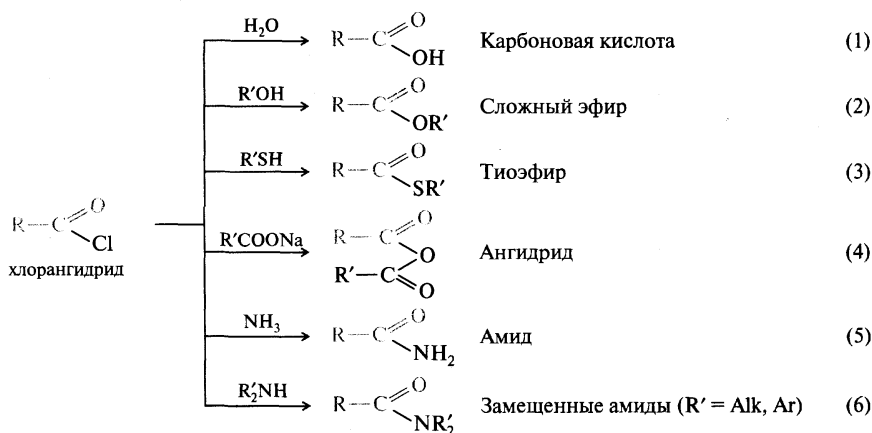 H₂O
R—C
O
OH
Карбоновая кислота (1)
R′OH
R—C
O
OR′
Сложный эфир (2)
R′SH
R—C
O
SR′
Тиоэфир (3)
R—C
O
Cl
хлорангидрид
R′COONa
R—C
O
O
R′—C
O
Ангидрид (4)
NH₃
R—C
O
NH₂
Амид (5)
R′₂NH
R—C
O
NR′₂
Замещенные амиды (R′ = Alk, Ar) (6)